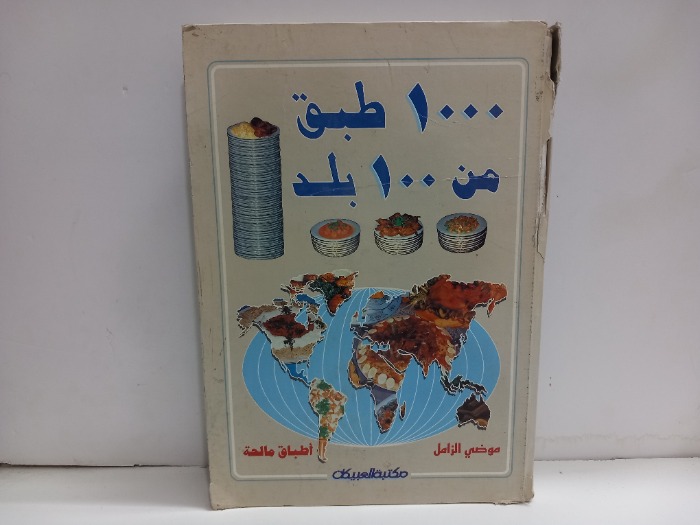 ١٠٠٠ طبق
من ١٠٠ بلد
موضي الزامل
أطباق مالحة
مكتبة العبيكان